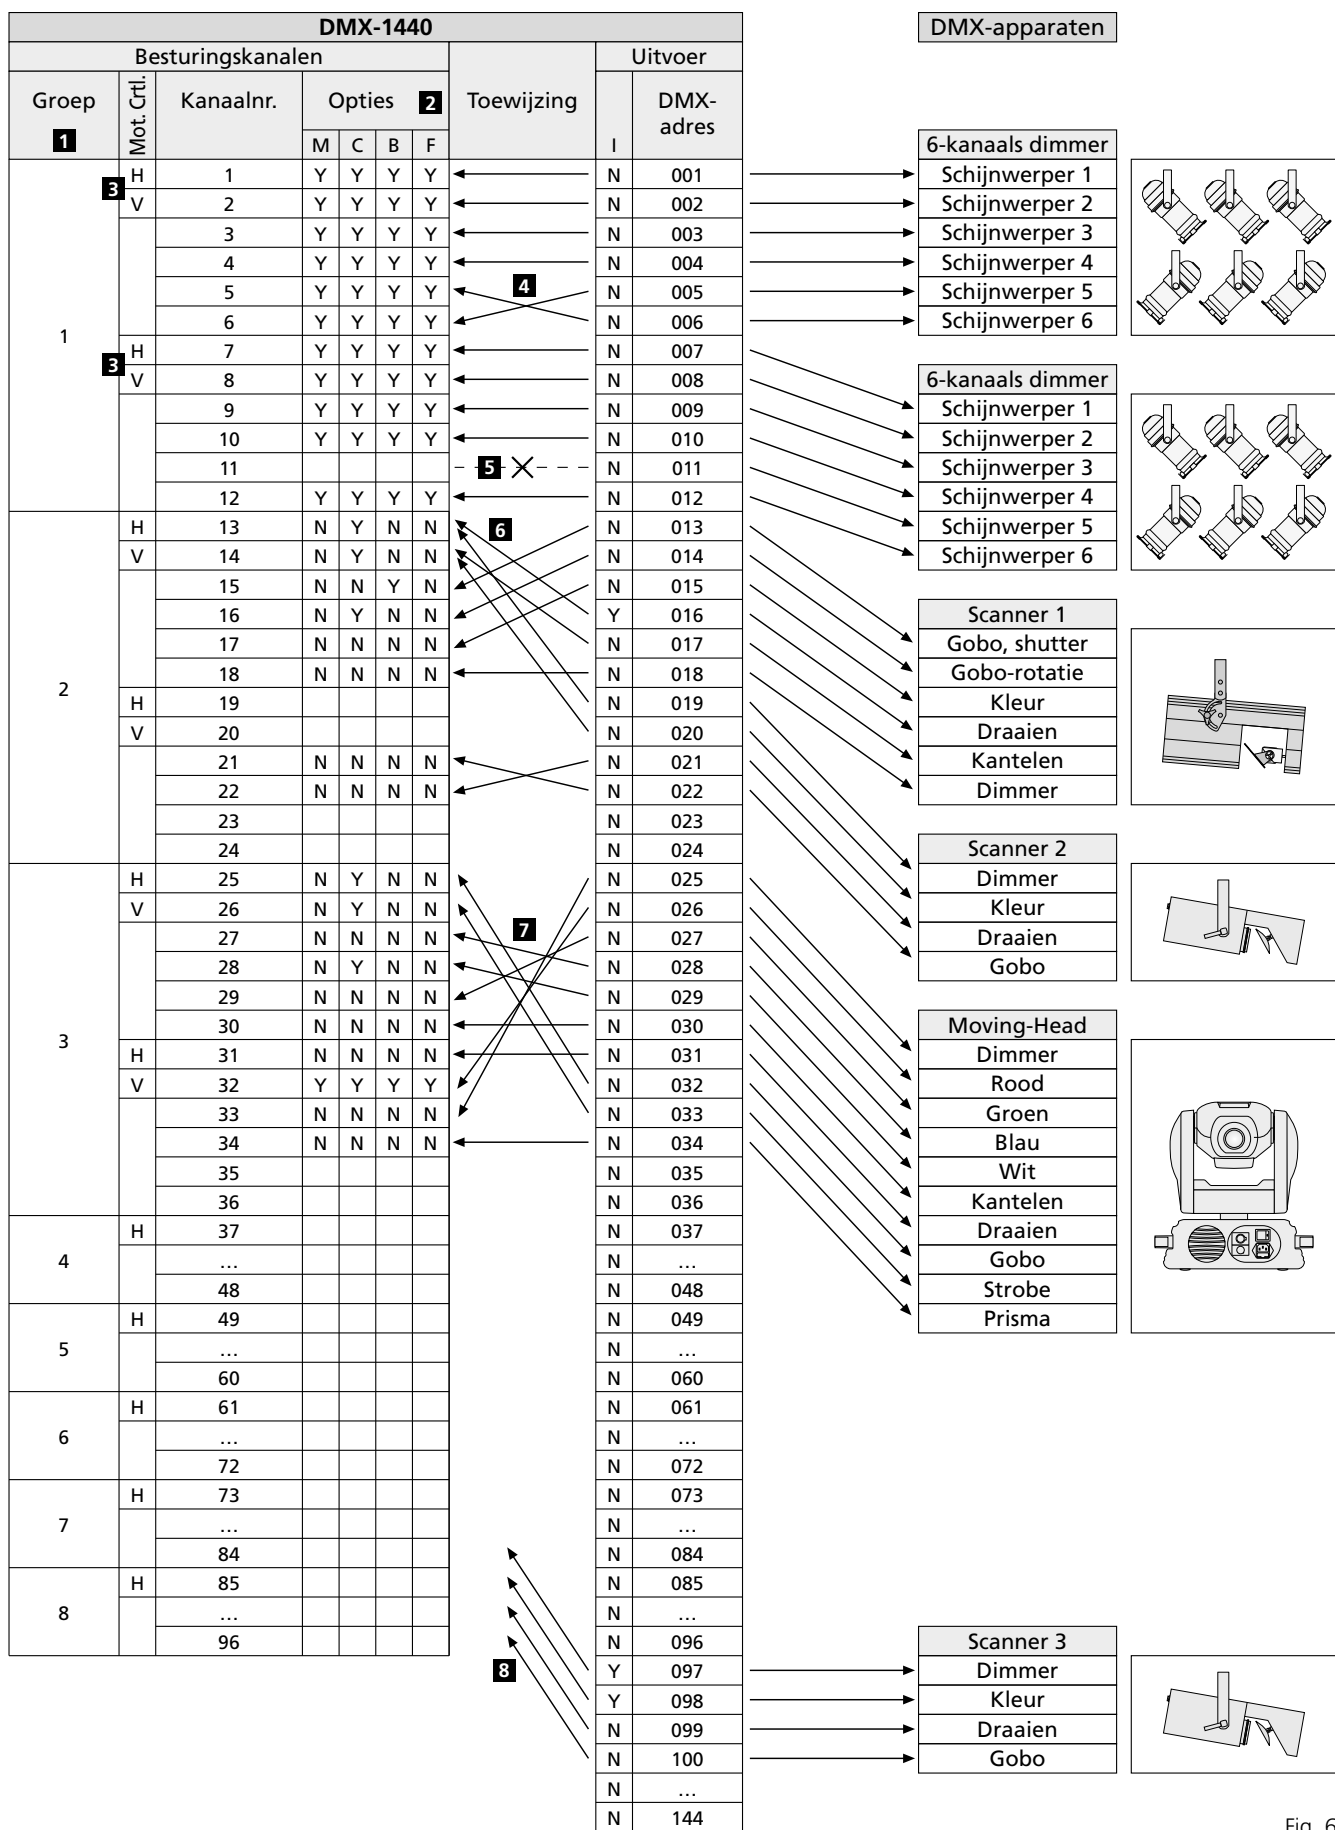 DMX-1440 DMX-apparaten
Besturingskanalen Toewijzing Uitvoer
Groep 1 Mot. Crtl. Kanaalnr. Opties 2 DMX-adres
M C B F I 6-kanaals dimmer
1 3 H 1 Y Y Y Y N 001 Schijnwerper 1
V 2 Y Y Y Y N 002 Schijnwerper 2
3 Y Y Y Y N 003 Schijnwerper 3
4 Y Y Y Y N 004 Schijnwerper 4
5 Y Y Y Y 4 N 005 Schijnwerper 5
6 Y Y Y Y N 006 Schijnwerper 6
3 H 7 Y Y Y Y N 007
V 8 Y Y Y Y N 008 6-kanaals dimmer
9 Y Y Y Y N 009 Schijnwerper 1
10 Y Y Y Y N 010 Schijnwerper 2
11 5 N 011 Schijnwerper 3
12 Y Y Y Y N 012 Schijnwerper 4
2 H 13 N Y N N 6 N 013 Schijnwerper 5
V 14 N Y N N N 014 Schijnwerper 6
15 N N Y N N 015
16 N Y N N Y 016 Scanner 1
17 N N N N N 017 Gobo, shutter
18 N N N N N 018 Gobo-rotatie
H 19 N 019 Kleur
V 20 N 020 Draaien
21 N N N N N 021 Kantelen
22 N N N N N 022 Dimmer
23 N 023
24 N 024 Scanner 2
3 H 25 N Y N N N 025 Dimmer
V 26 N Y N N N 026 Kleur
27 N N N N 7 N 027 Draaien
28 N Y N N N 028 Gobo
29 N N N N N 029
30 N N N N N 030 Moving-Head
H 31 N N N N N 031 Dimmer
V 32 Y Y Y Y N 032 Rood
33 N N N N N 033 Groen
34 N N N N N 034 Blau
35 N 035 Wit
36 N 036 Kantelen
4 H 37 N 037 Draaien
… N … Gobo
48 N 048 Strobe
5 H 49 N 049 Prisma
… N …
60 N 060
6 H 61 N 061
… N …
72 N 072
7 H 73 N 073
… N …
84 N 084
8 H 85 N 085
… N …
96 N 096 Scanner 3
8 Y 097 Dimmer
Y 098 Kleur
N 099 Draaien
N 100 Gobo
N …
N 144
Fig. 6